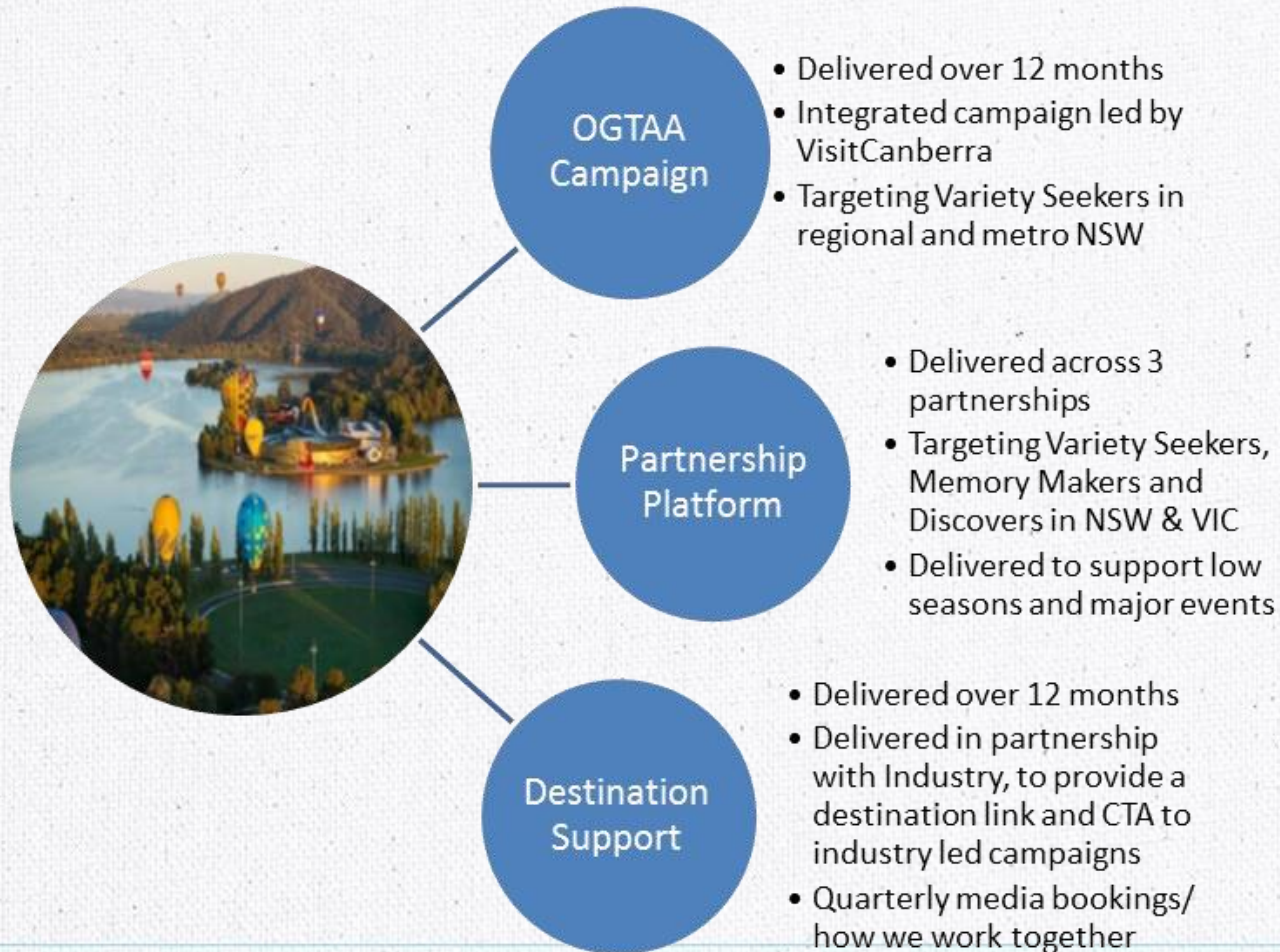 OGTAA
Campaign
• Delivered over 12 months
• Integrated campaign led by
VisitCanberra
• Targeting Variety Seekers in
regional and metro NSW
Partnership
Platform
• Delivered across 3
partnerships
• Targeting Variety Seekers,
Memory Makers and
Discovers in NSW & VIC
• Delivered to support low
seasons and major events
Destination
Support
• Delivered over 12 months
• Delivered in partnership
with Industry, to provide a
destination link and CTA to
industry led campaigns
• Quarterly media bookings/
how we work together